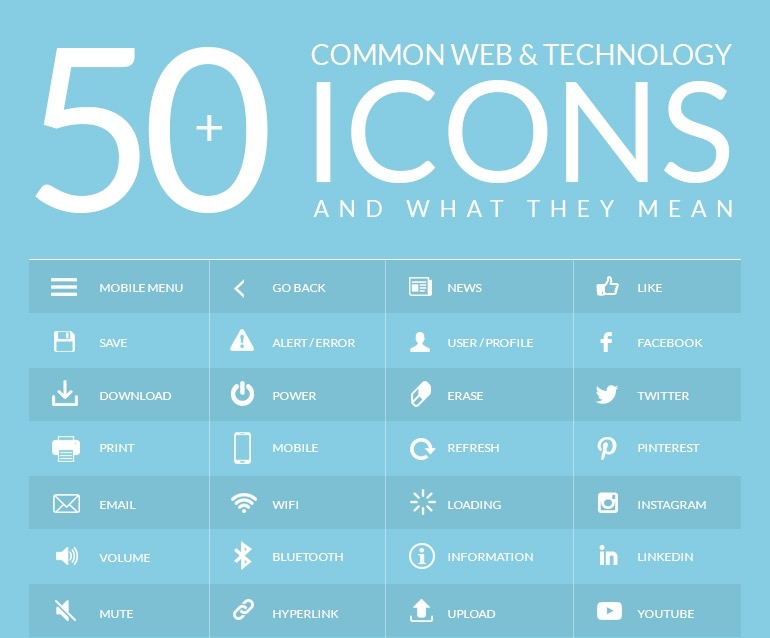 50+
COMMON WEB & TECHNOLOGY
ICONS
AND WHAT THEY MEAN
MOBILE MENU GO BACK NEWS LIKE
SAVE ALERT / ERROR USER / PROFILE FACEBOOK
DOWNLOAD POWER ERASE TWITTER
PRINT MOBILE REFRESH PINTEREST
EMAIL WIFI LOADING INSTAGRAM
VOLUME BLUETOOTH INFORMATION LINKEDIN
MUTE HYPERLINK UPLOAD YOUTUBE